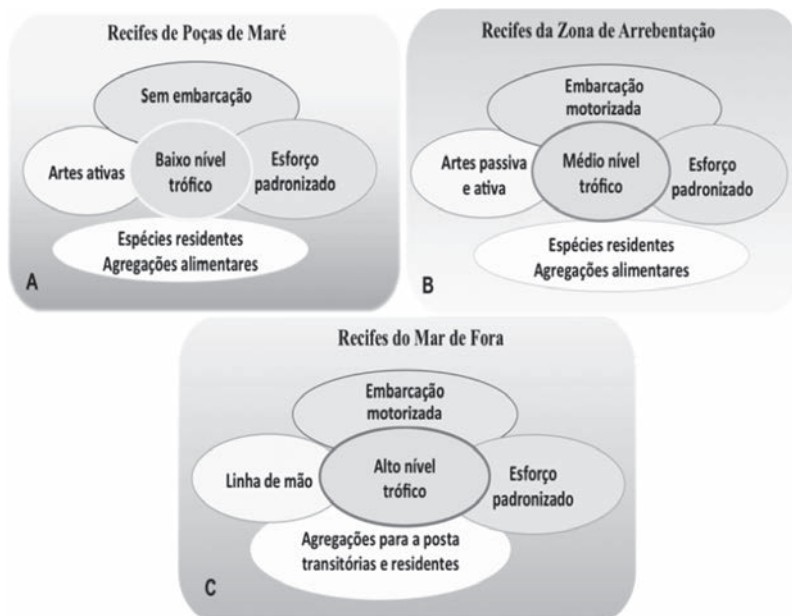 Recifes de Poças de Maré
Sem embarcação
Artes ativas
Baixo nível
trófico
Esforço
padronizado
Espécies residentes
Agregações alimentares
A
Recifes da Zona de Arrebentação
Embarcação
motorizada
Artes passiva
e ativa
Médio nível
trófico
Esforço
padronizado
Espécies residentes
Agregações alimentares
B
Recifes do Mar de Fora
Embarcação
motorizada
Linha de mão
Alto nível
trófico
Esforço
padronizado
Agregações para a posta
transitórias e residentes
C